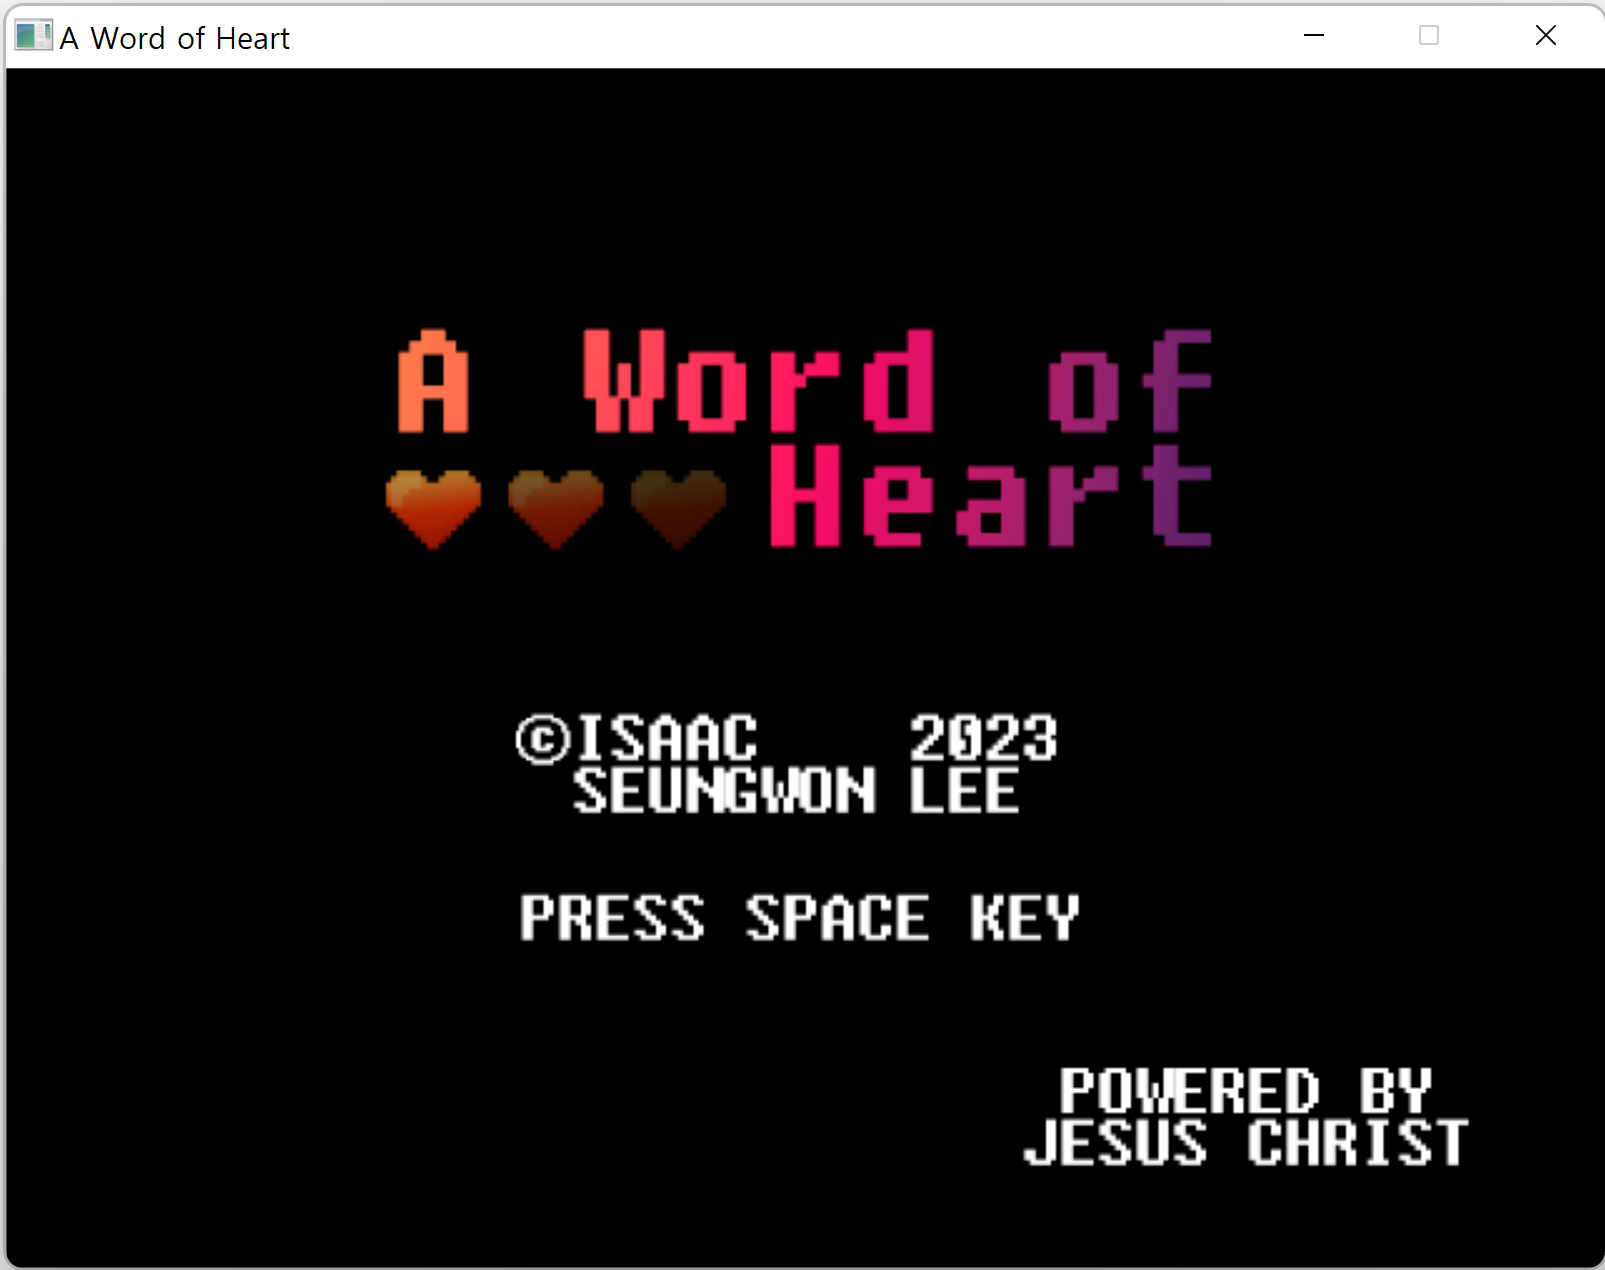 A Word of Heart
A Word of
Heart
©ISAAC 2023
SEUNGWON LEE
PRESS SPACE KEY
POWERED BY
JESUS CHRIST